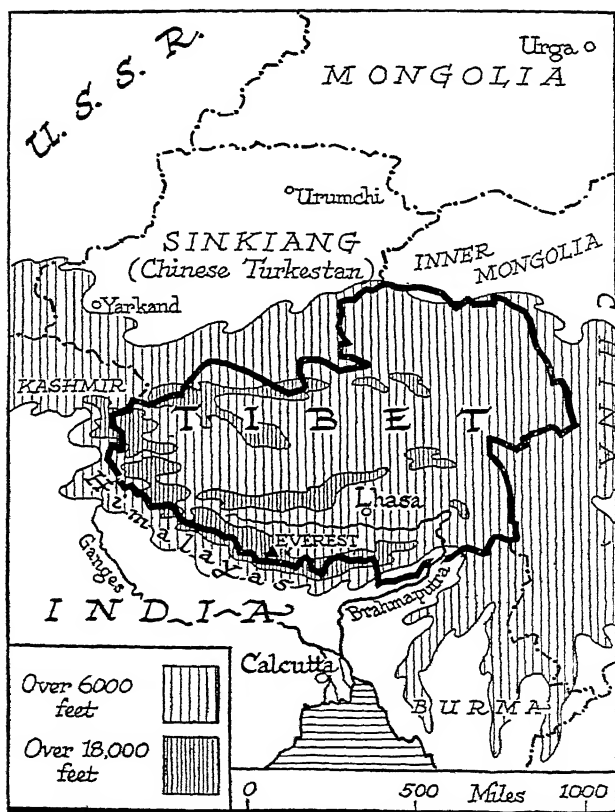 U. S. S. R.
Urga
MONGOLIA
Urumchi
SINKIANG
(Chinese Turkestan)
INNER
MONGOLIA
Yarkand
CHINA
KASHMIR
TIBET
Lhasa
Himalayas
EVEREST
Ganges
Brahmaputra
INDIA
Calcutta
BURMA
Over 6000
feet
Over 18,000
feet
0 500 Miles 1000